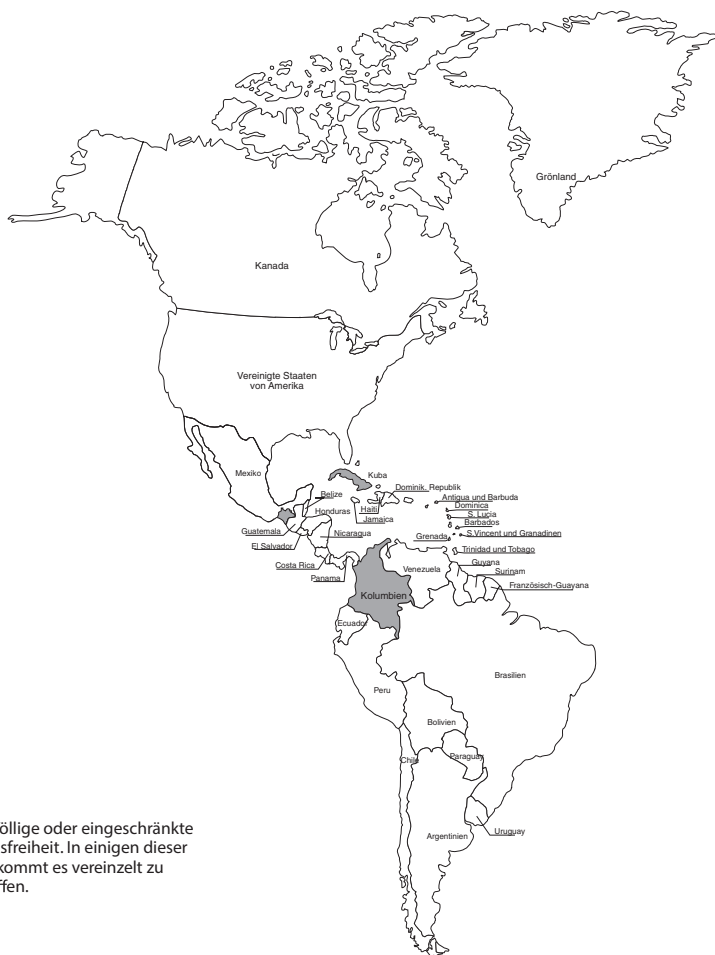 Grönland
Kanada
Vereinigte Staaten
von Amerika
Mexiko
Kuba
Dominik. Republik
Belize
Antigua und Barbuda
Dominica
Honduras
Haiti
S. Lucia
Jamaica
Barbados
Guatemala
Nicaragua
Grenada
S.Vincent und Granadinen
El Salvador
Trinidad und Tobago
Costa Rica
Venezuela
Guyana
Panama
Surinam
Französisch-Guayana
Kolumbien
Ecuador
Brasilien
Peru
Bolivien
Chile
Paraguay
Uruguay
Argentinien
öllige oder eingeschränkte
sfreiheit. In einigen dieser
kommt es vereinzelt zu
ffen.